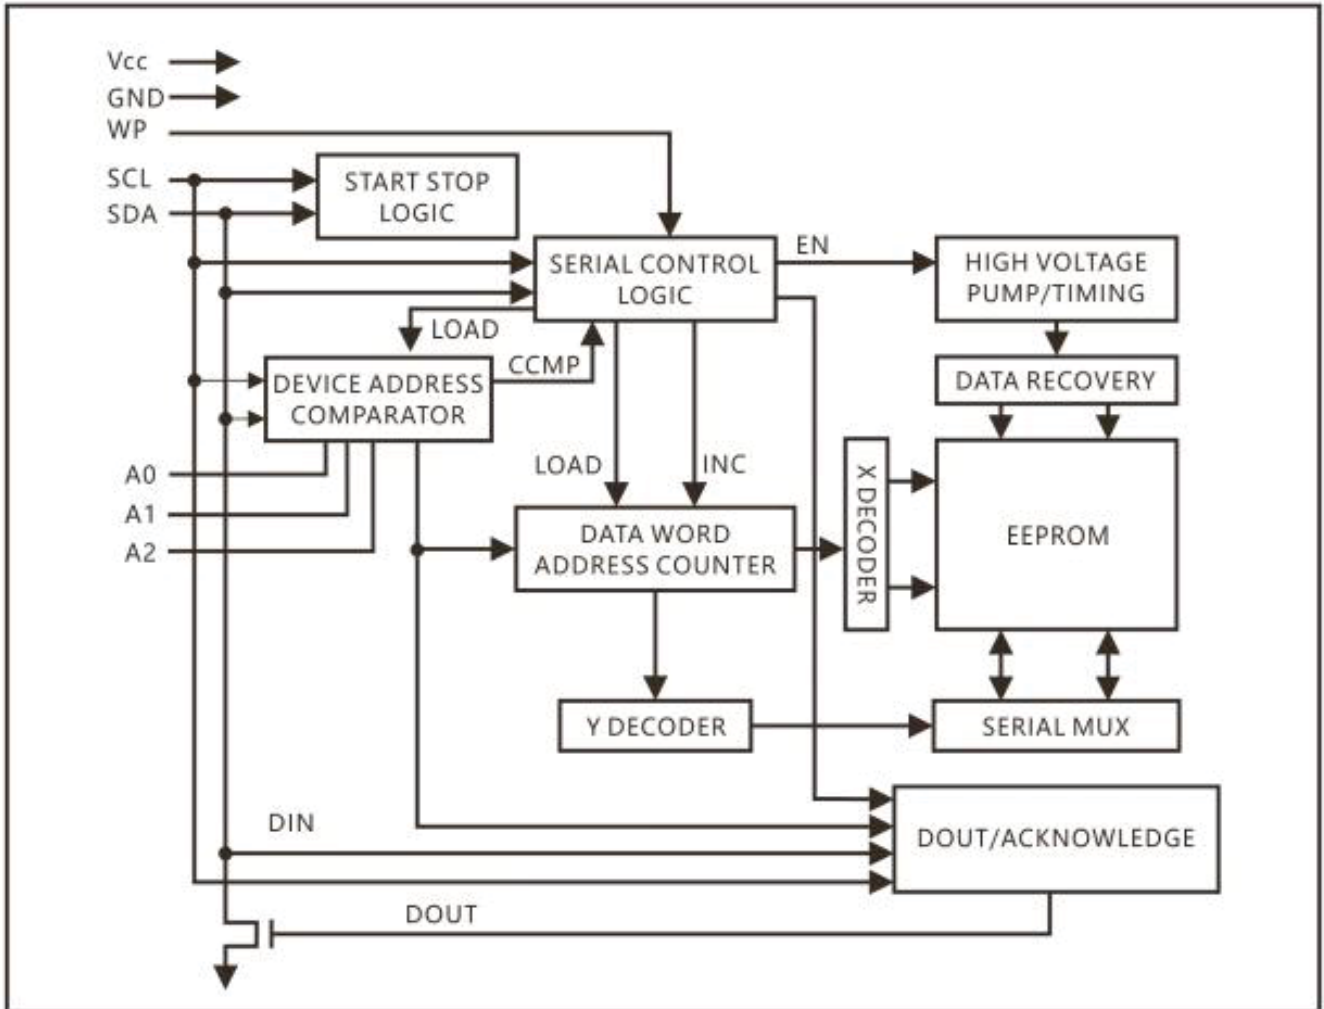 Vcc
GND
WP
SCL
SDA
START STOP
LOGIC
SERIAL CONTROL
LOGIC
EN
HIGH VOLTAGE
PUMP/TIMING
LOAD
CCMP
DEVICE ADDRESS
COMPARATOR
DATA RECOVERY
A0
A1
A2
LOAD
INC
DATA WORD
ADDRESS COUNTER
X DECODER
EEPROM
Y DECODER
SERIAL MUX
DIN
DOUT/ACKNOWLEDGE
DOUT